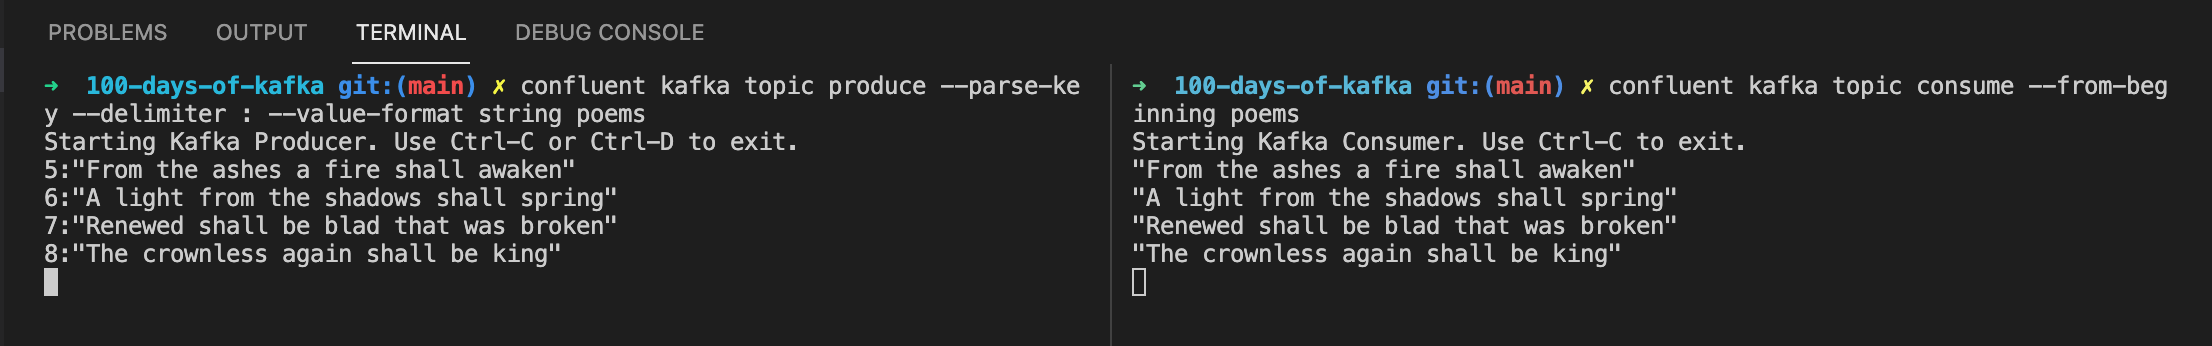 PROBLEMS OUTPUT TERMINAL DEBUG CONSOLE
➜ 100-days-of-kafka git:(main) ✗ confluent kafka topic produce --parse-ke
y --delimiter : --value-format string poems
Starting Kafka Producer. Use Ctrl-C or Ctrl-D to exit.
5:"From the ashes a fire shall awaken"
6:"A light from the shadows shall spring"
7:"Renewed shall be blad that was broken"
8:"The crownless again shall be king"
➜ 100-days-of-kafka git:(main) ✗ confluent kafka topic consume --from-beg
inning poems
Starting Kafka Consumer. Use Ctrl-C to exit.
"From the ashes a fire shall awaken"
"A light from the shadows shall spring"
"Renewed shall be blad that was broken"
"The crownless again shall be king"